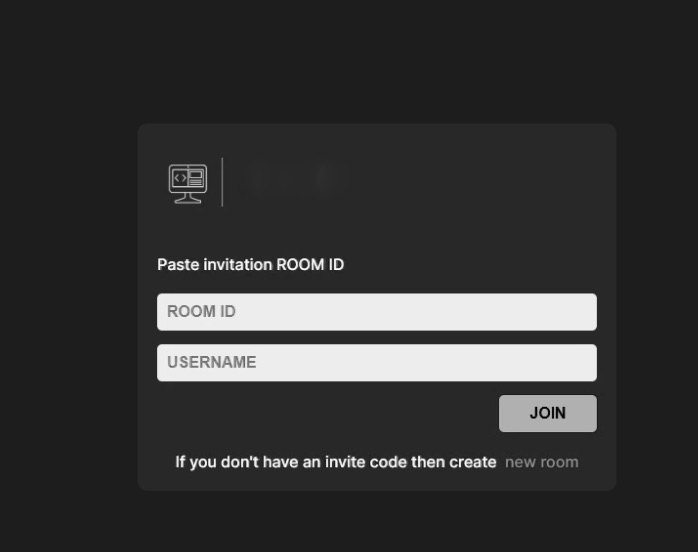 Paste invitation ROOM ID
ROOM ID
USERNAME
JOIN
If you don't have an invite code then create new room